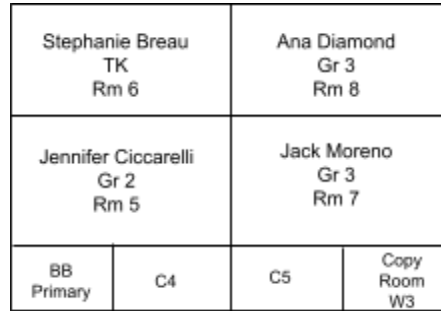 Stephanie Breau
TK
Rm 6
Ana Diamond
Gr 3
Rm 8
Jennifer Ciccarelli
Gr 2
Rm 5
Jack Moreno
Gr 3
Rm 7
BB
Primary
C4
C5
Copy
Room
W3